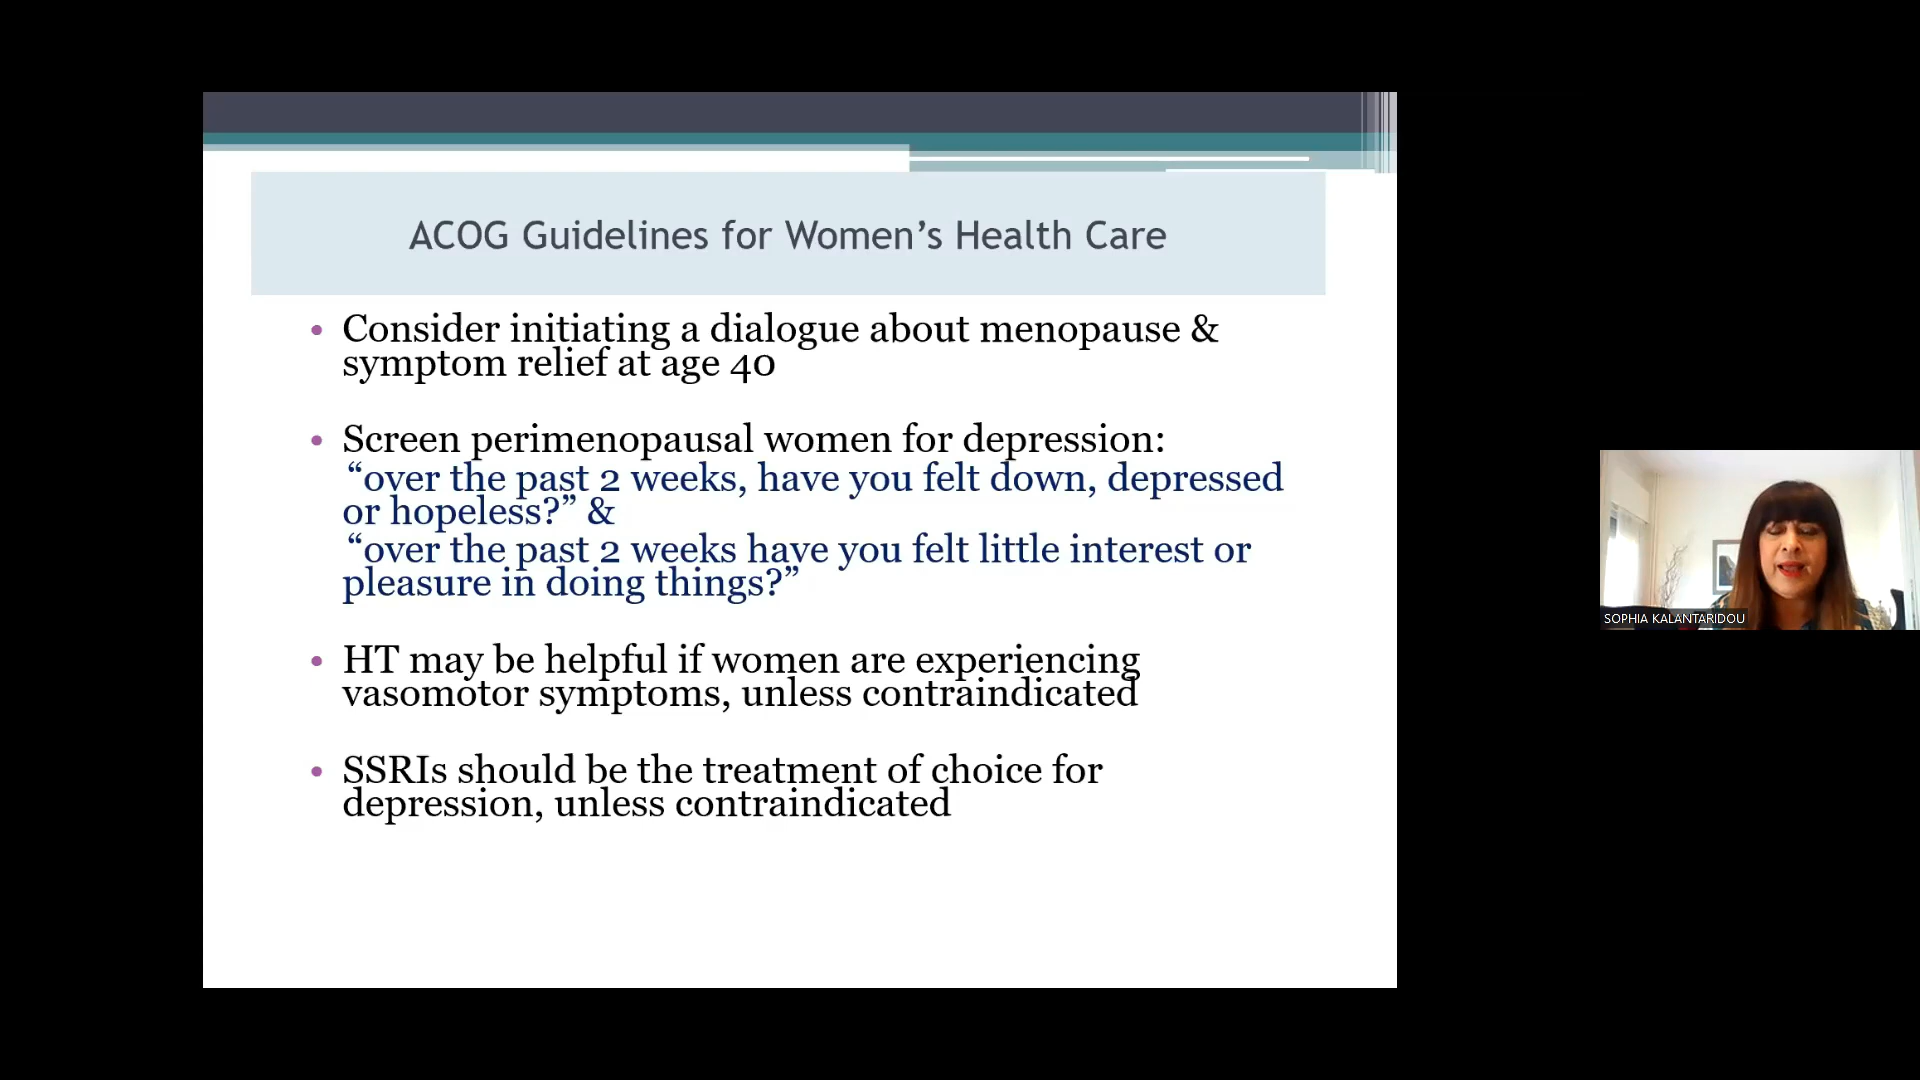 ACOG Guidelines for Women’s Health Care
• Consider initiating a dialogue about menopause &
symptom relief at age 40
• Screen perimenopausal women for depression:
“over the past 2 weeks, have you felt down, depressed
or hopeless?” &
“over the past 2 weeks have you felt little interest or
pleasure in doing things?”
• HT may be helpful if women are experiencing
vasomotor symptoms, unless contraindicated
• SSRIs should be the treatment of choice for
depression, unless contraindicated
SOPHIA KALANTARIDOU